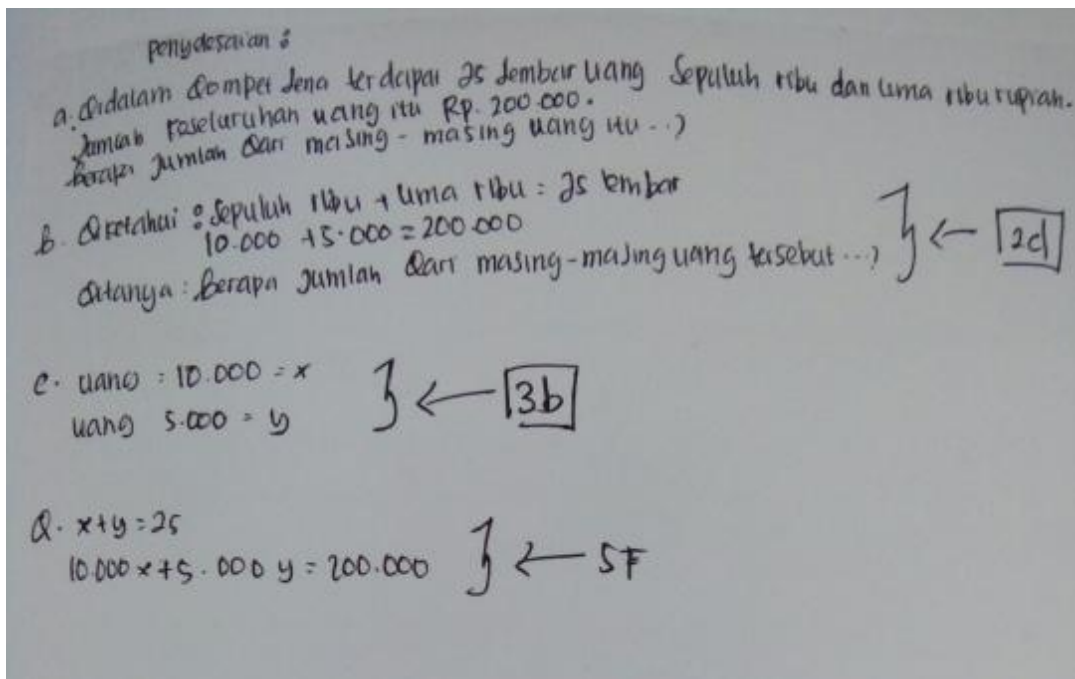 penyelesaian :
a. Didalam Dompet Jena terdapat 25 Lembar Uang Sepuluh ribu dan lima ribu rupiah.
Jumlah keseluruhan uang itu Rp. 200.000.
berapa Jumlah Dari masing - masing uang itu ..?
b. Diketahui : Sepuluh ribu + lima ribu = 25 lembar
10.000 + 5.000 = 200.000
Ditanya : Berapa Jumlah Dari masing-masing uang tersebut ...?
← 2d
c. uang : 10.000 = x
uang 5.000 = y
← 3b
D. x+y = 25
10.000 x + 5.000 y = 200.000
← SF